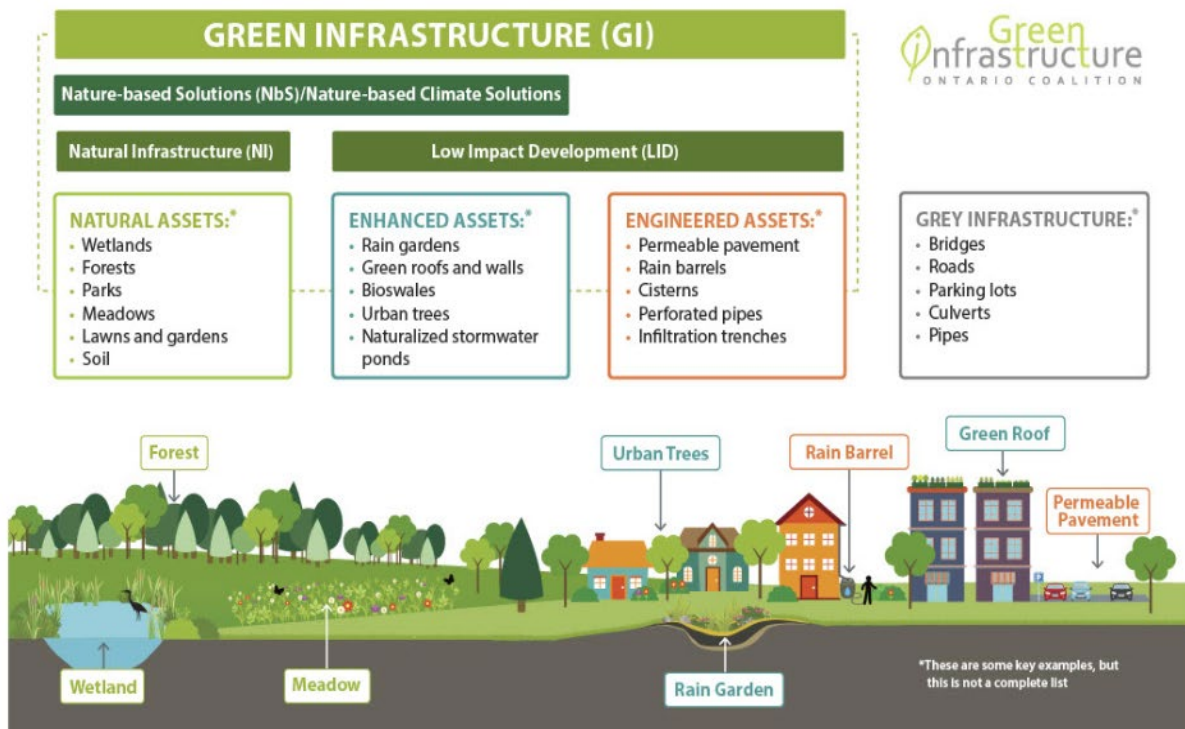 GREEN INFRASTRUCTURE (GI)
Green
infrastructure
ONTARIO COALITION
Nature-based Solutions (NbS)/Nature-based Climate Solutions
Natural Infrastructure (NI)
Low Impact Development (LID)
NATURAL ASSETS:*
• Wetlands
• Forests
• Parks
• Meadows
• Lawns and gardens
• Soil
ENHANCED ASSETS:*
• Rain gardens
• Green roofs and walls
• Bioswales
• Urban trees
• Naturalized stormwater
ponds
ENGINEERED ASSETS:*
• Permeable pavement
• Rain barrels
• Cisterns
• Perforated pipes
• Infiltration trenches
GREY INFRASTRUCTURE:*
• Bridges
• Roads
• Parking lots
• Culverts
• Pipes
Forest
Urban Trees
Rain Barrel
Green Roof
Permeable
Pavement
P
Wetland
Meadow
Rain Garden
*These are some key examples, but
this is not a complete list